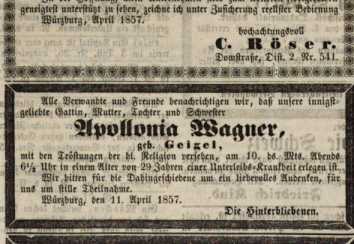 geneigtest unterstützt zu sehen, zeichne ich unter Zusicherung reellster Bedienung
Würzburg, April 1857.
hochachtungsvoll
C. Röser.
Domstraße, Dist. 2. Nr. 541.
Alle Verwandte und Freunde benachrichtigen wir, daß unsere innigst-
geliebte Gattin, Mutter, Tochter und Schwester
Apollonia Wagner,
geb. Geigel,
mit den Tröstungen der hl. Religion versehen, am 10. ds. Mts. Abends
6½ Uhr in einem Alter von 29 Jahren einer Unterleibs-Krankheit erlegen ist.
Wir bitten für die Dahingeschiedene um ein liebevolles Andenken, für
uns um stille Theilnahme.
Würzburg, den 11. April 1857.
Die Hinterbliebenen.